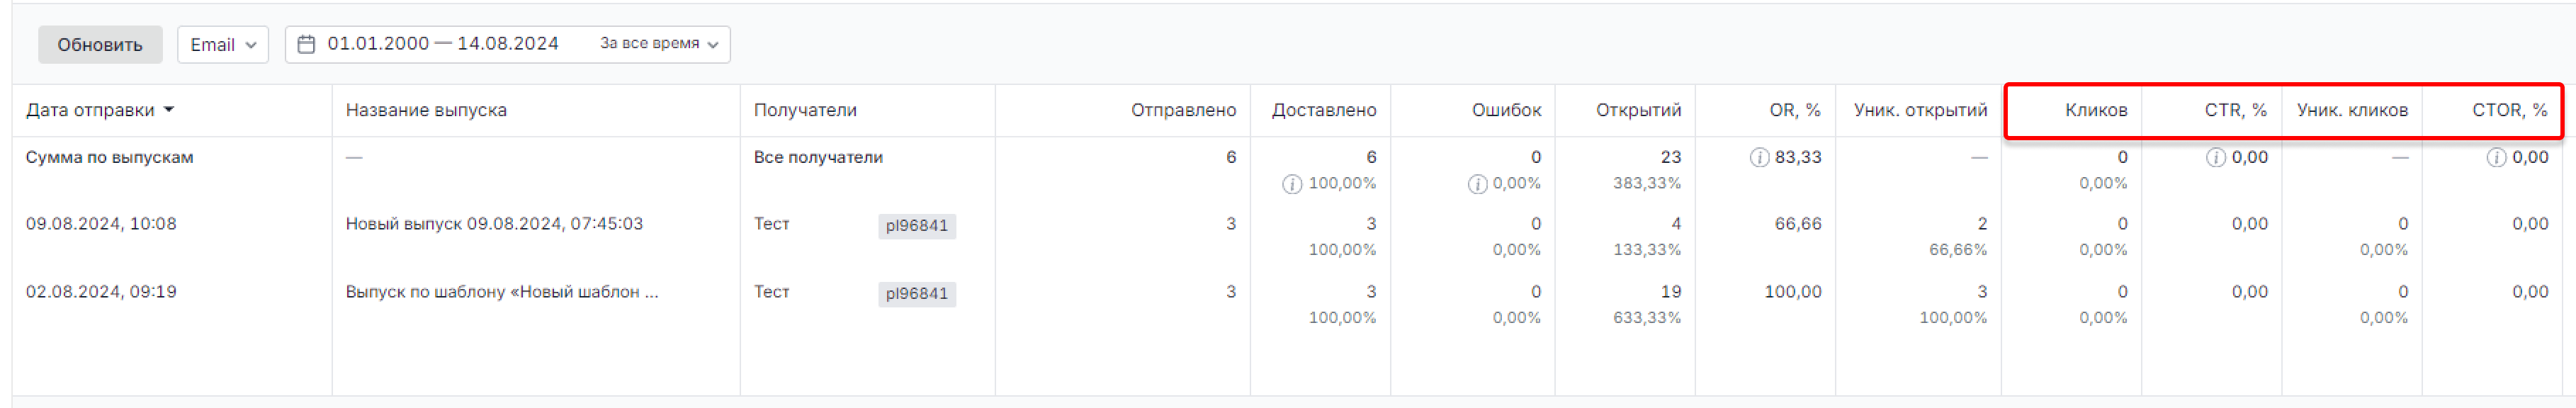 Обновить Email 01.01.2000 — 14.08.2024 За все время
Дата отправки Название выпуска Получатели Отправлено Доставлено Ошибок Открытий OR, % Уник. открытий Кликов CTR, % Уник. кликов CTOR, %
Сумма по выпускам — Все получатели 6 6 0 23 83,33 — 0 0,00 — 0,00
100,00% 0,00% 383,33% 0,00%
09.08.2024, 10:08 Новый выпуск 09.08.2024, 07:45:03 Тест pl96841 3 3 0 4 66,66 2 0 0,00 0 0,00
100,00% 0,00% 133,33% 66,66% 0,00% 0,00%
02.08.2024, 09:19 Выпуск по шаблону «Новый шаблон ... Тест pl96841 3 3 0 19 100,00 3 0 0,00 0 0,00
100,00% 0,00% 633,33% 100,00% 0,00% 0,00%